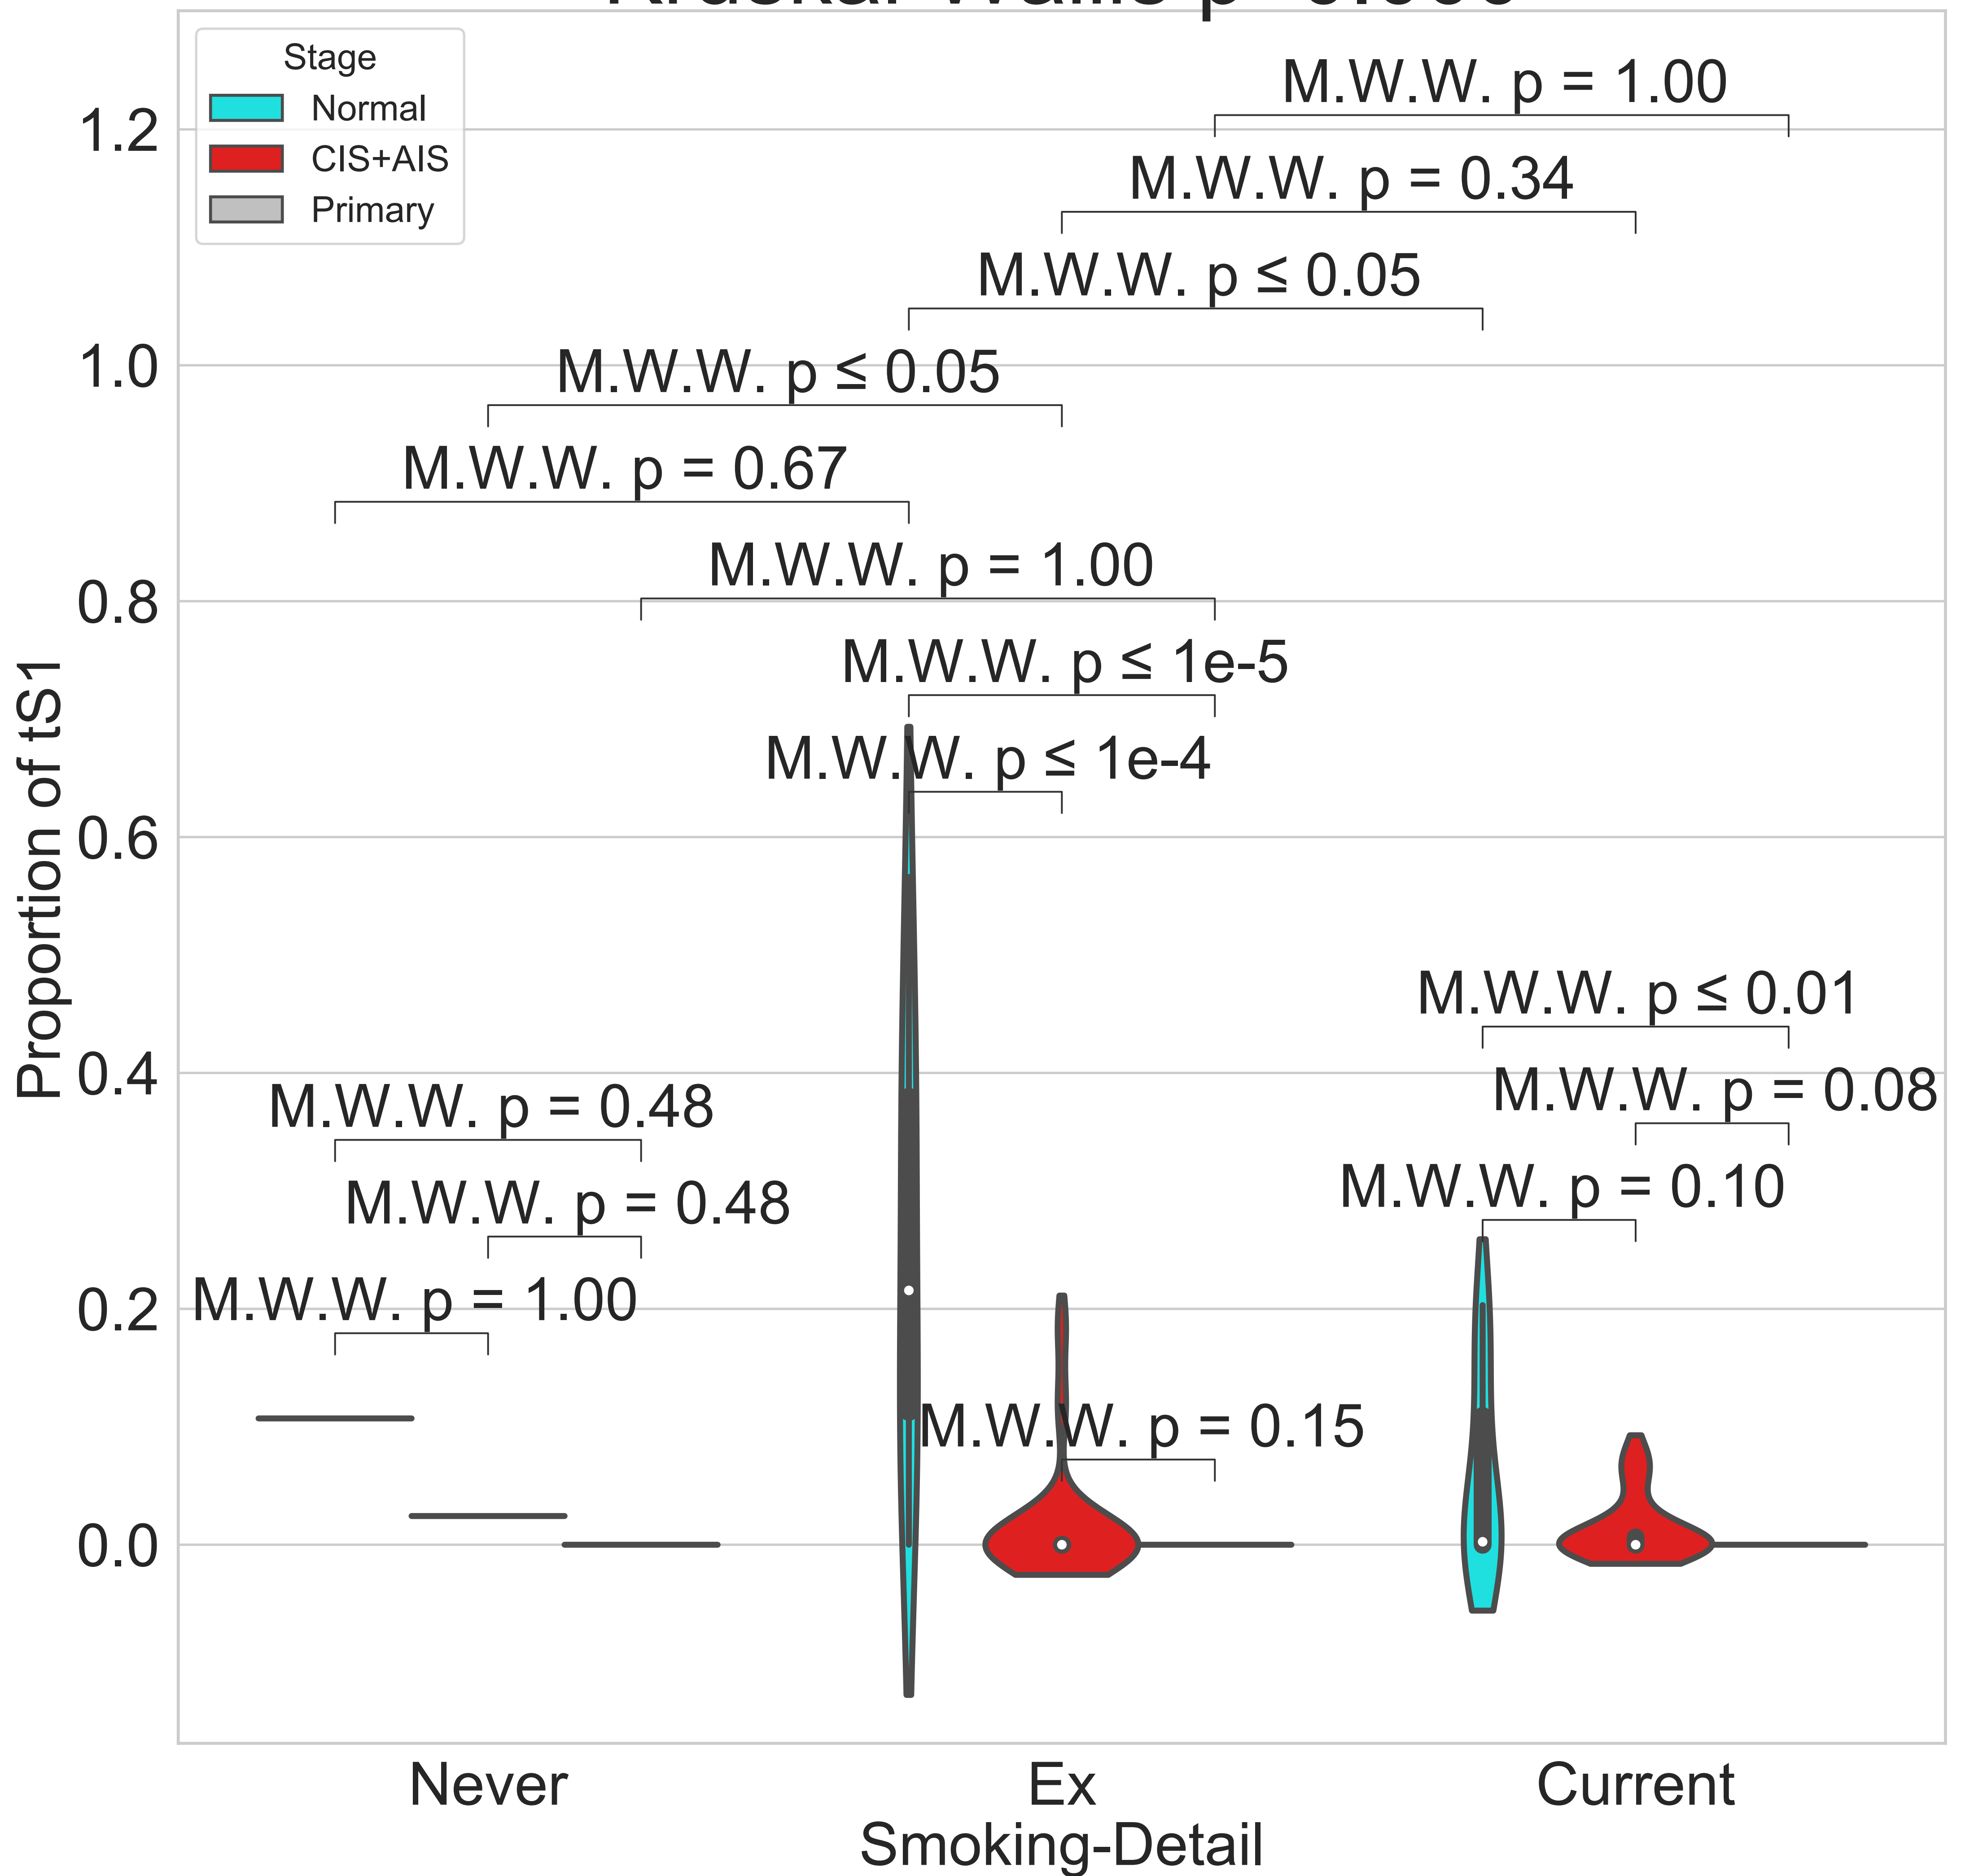 Stage
Normal
CIS+AIS
Primary
M.W.W. p = 1.00
M.W.W. p = 0.34
M.W.W. p ≤ 0.05
M.W.W. p ≤ 0.05
M.W.W. p = 0.67
M.W.W. p = 1.00
M.W.W. p ≤ 1e-5
M.W.W. p ≤ 1e-4
M.W.W. p ≤ 0.01
M.W.W. p = 0.08
M.W.W. p = 0.48
M.W.W. p = 0.10
M.W.W. p = 0.48
M.W.W. p = 1.00
M.W.W. p = 0.15
1.2
1.0
0.8
0.6
0.4
0.2
0.0
Proportion of tS1
Never Ex Current
Smoking-Detail